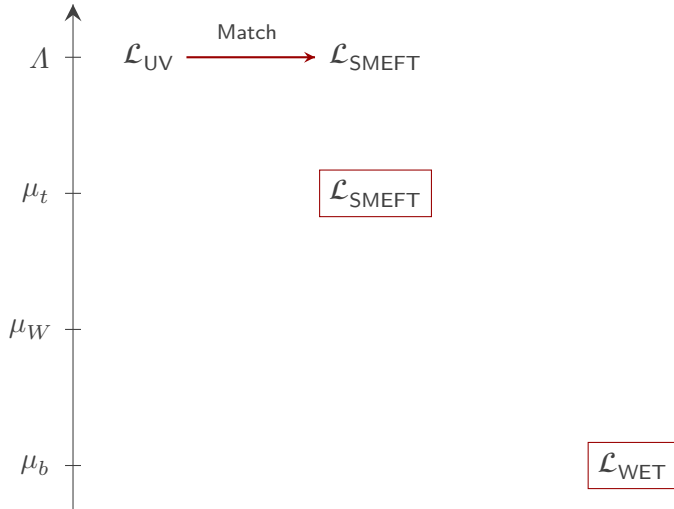 Match
Λ 𝓛UV 𝓛SMEFT
μt 𝓛SMEFT
μW
μb 𝓛WET